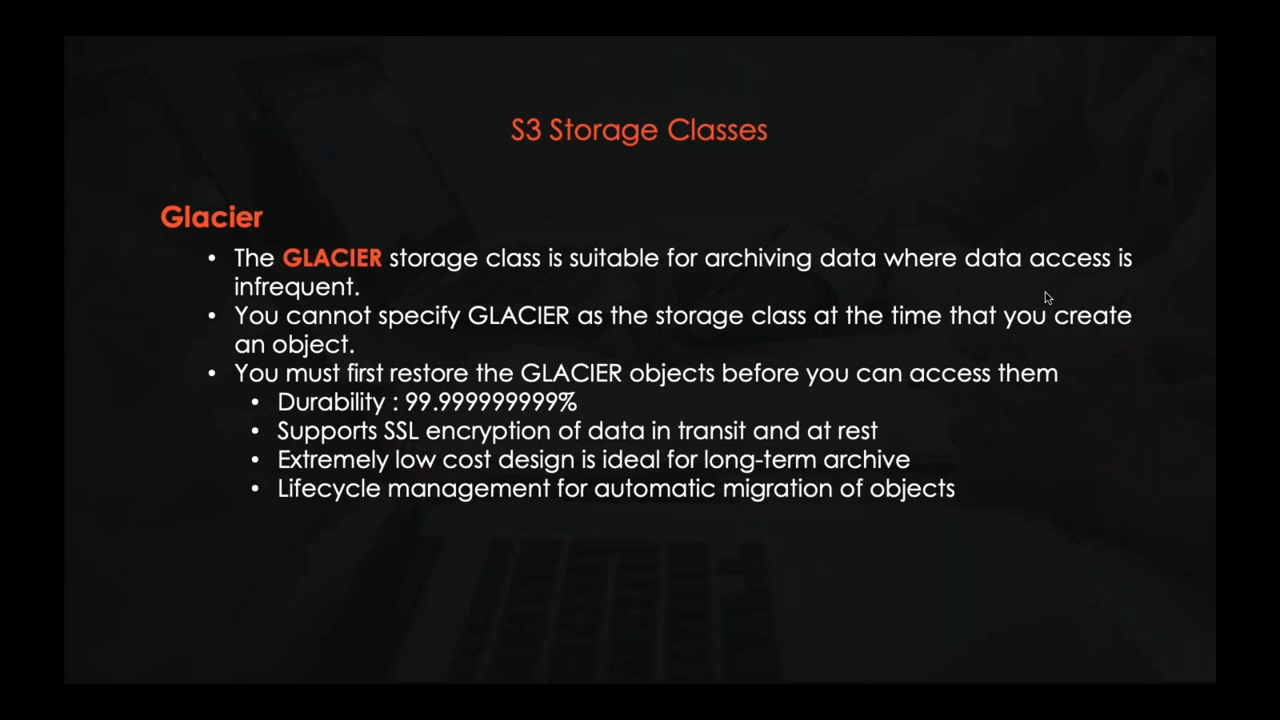 S3 Storage Classes
Glacier
• The GLACIER storage class is suitable for archiving data where data access is
infrequent.
• You cannot specify GLACIER as the storage class at the time that you create
an object.
• You must first restore the GLACIER objects before you can access them
• Durability : 99.999999999%
• Supports SSL encryption of data in transit and at rest
• Extremely low cost design is ideal for long-term archive
• Lifecycle management for automatic migration of objects